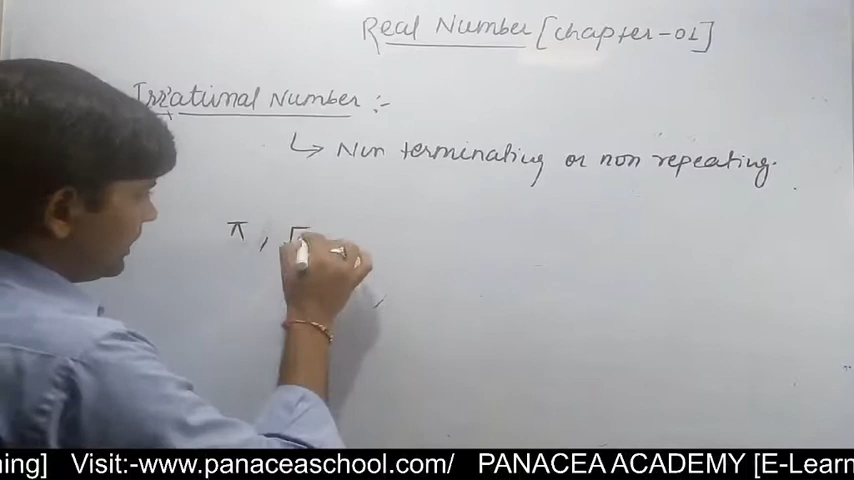 Real Number [chapter-01]
Irrational Number :-
↳ Non terminating or non repeating.
π , √
ning] Visit:-www.panaceaschool.com/ PANACEA ACADEMY [E-Learn